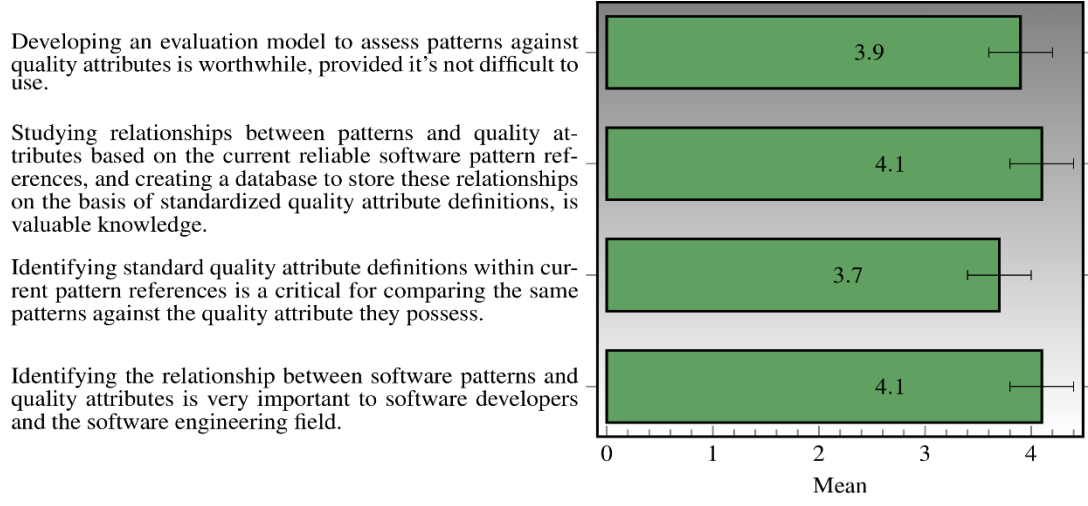 Developing an evaluation model to assess patterns against
quality attributes is worthwhile, provided it's not difficult to
use.
3.9
Studying relationships between patterns and quality at-
tributes based on the current reliable software pattern ref-
erences, and creating a database to store these relationships
on the basis of standardized quality attribute definitions, is
valuable knowledge.
4.1
Identifying standard quality attribute definitions within cur-
rent pattern references is a critical for comparing the same
patterns against the quality attribute they possess.
3.7
Identifying the relationship between software patterns and
quality attributes is very important to software developers
and the software engineering field.
4.1
0 1 2 3 4
Mean